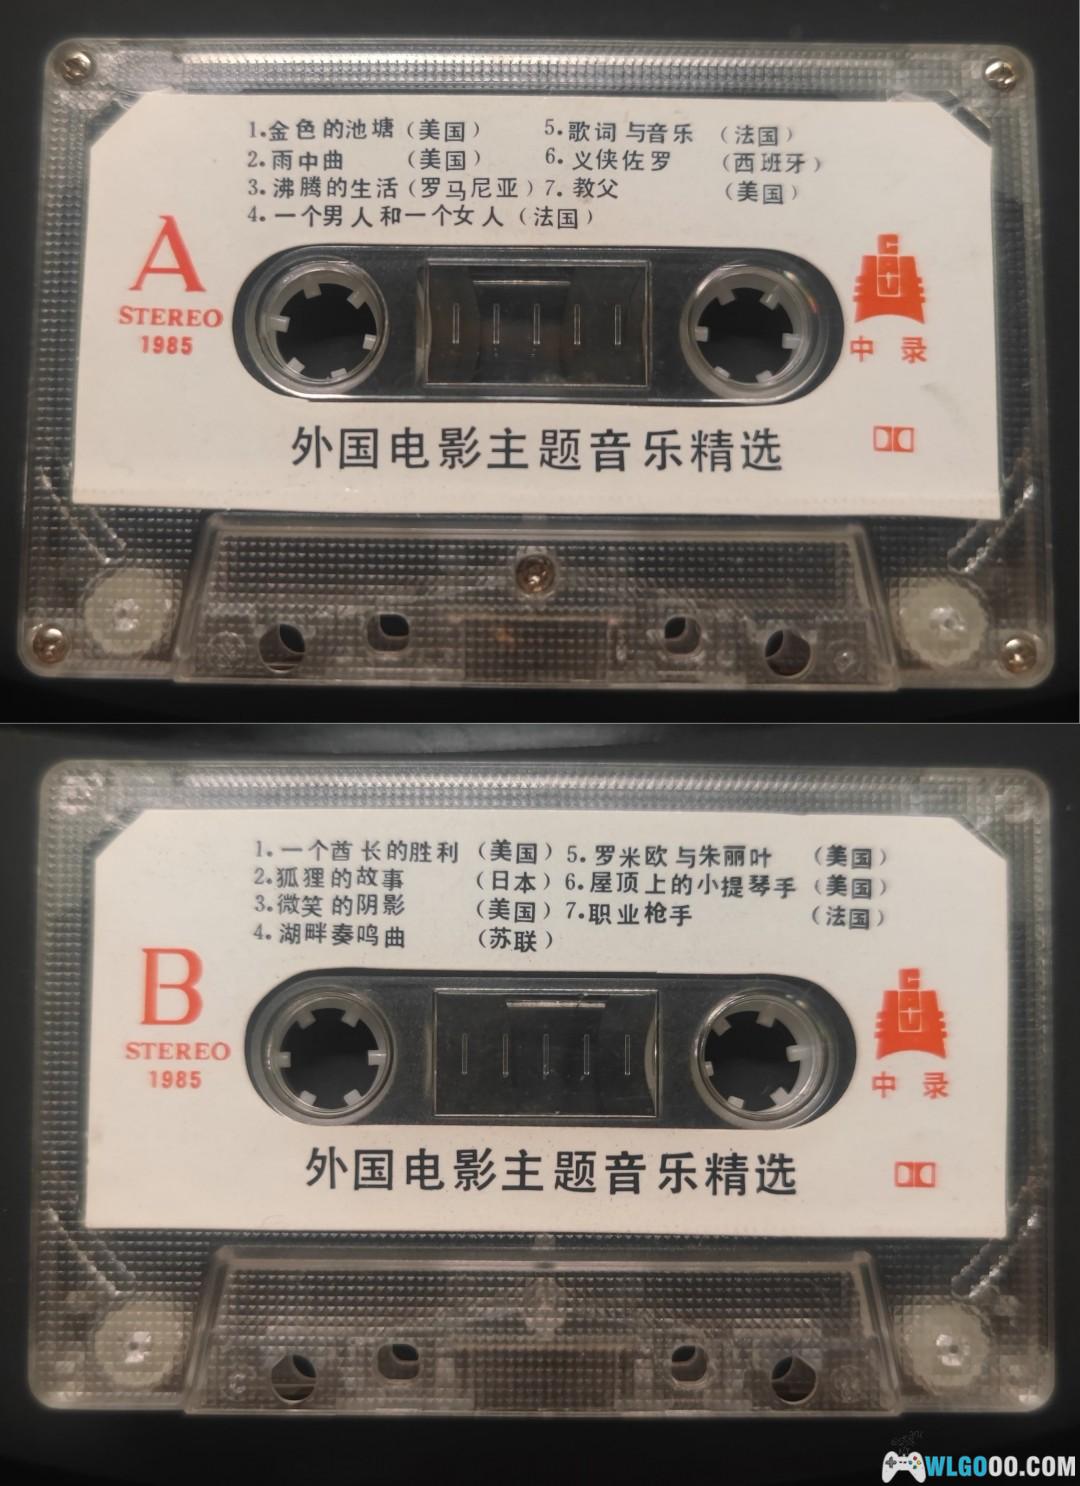 1.金色的池塘（美国）
2.雨中曲（美国）
3.沸腾的生活（罗马尼亚）
4.一个男人和一个女人（法国）
5.歌词与音乐（法国）
6.义侠佐罗（西班牙）
7.教父（美国）
A
STEREO
1985
中录
外国电影主题音乐精选
1.一个酋长的胜利（美国）
2.狐狸的故事（日本）
3.微笑的阴影（美国）
4.湖畔奏鸣曲（苏联）
5.罗米欧与朱丽叶（美国）
6.屋顶上的小提琴手（美国）
7.职业枪手（法国）
B
STEREO
1985
中录
外国电影主题音乐精选
WLGOOO.COM